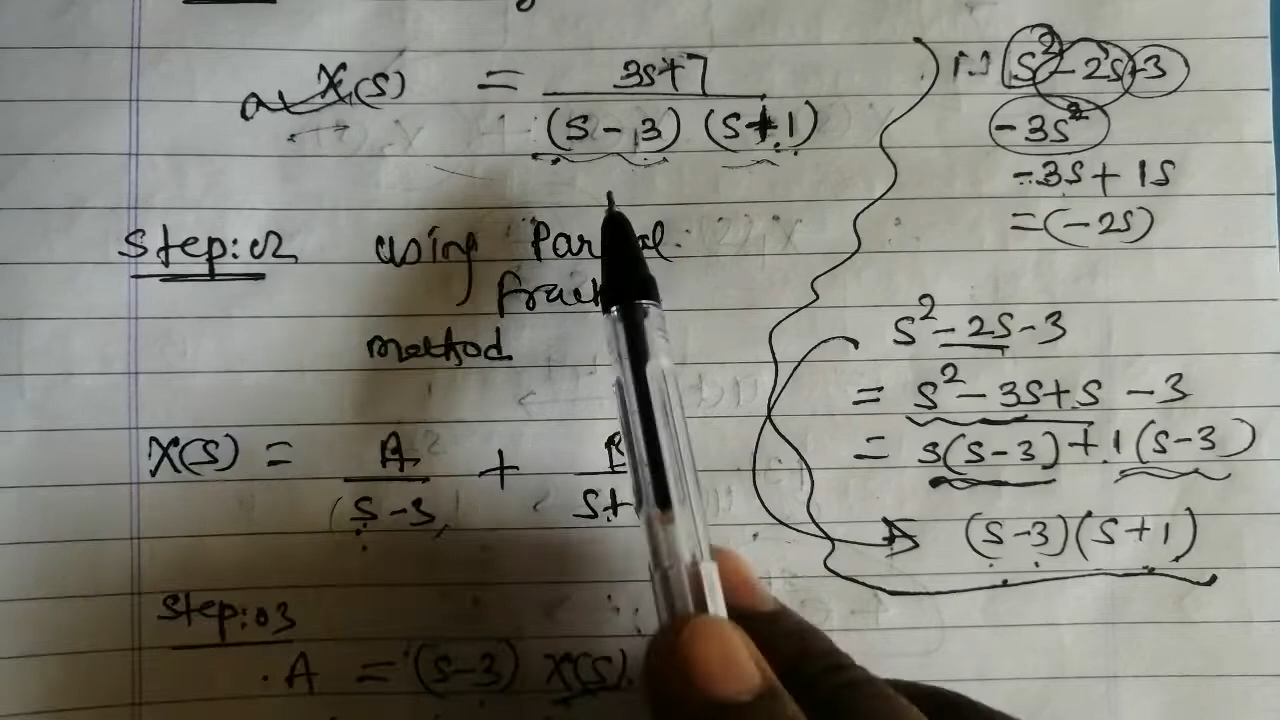 X(S) = 3s+7 / (s-3) (s+1)
Step:02 using
method
X(S) = A / (s-3) +
Step:03
A = (s-3) X(S).
s² -2s -3
-3s²
-3s + 1s
= (-2s)
s² -2s -3
= s² -3s+s -3
= s(s-3) + 1(s-3)
(s-3)(s+1)